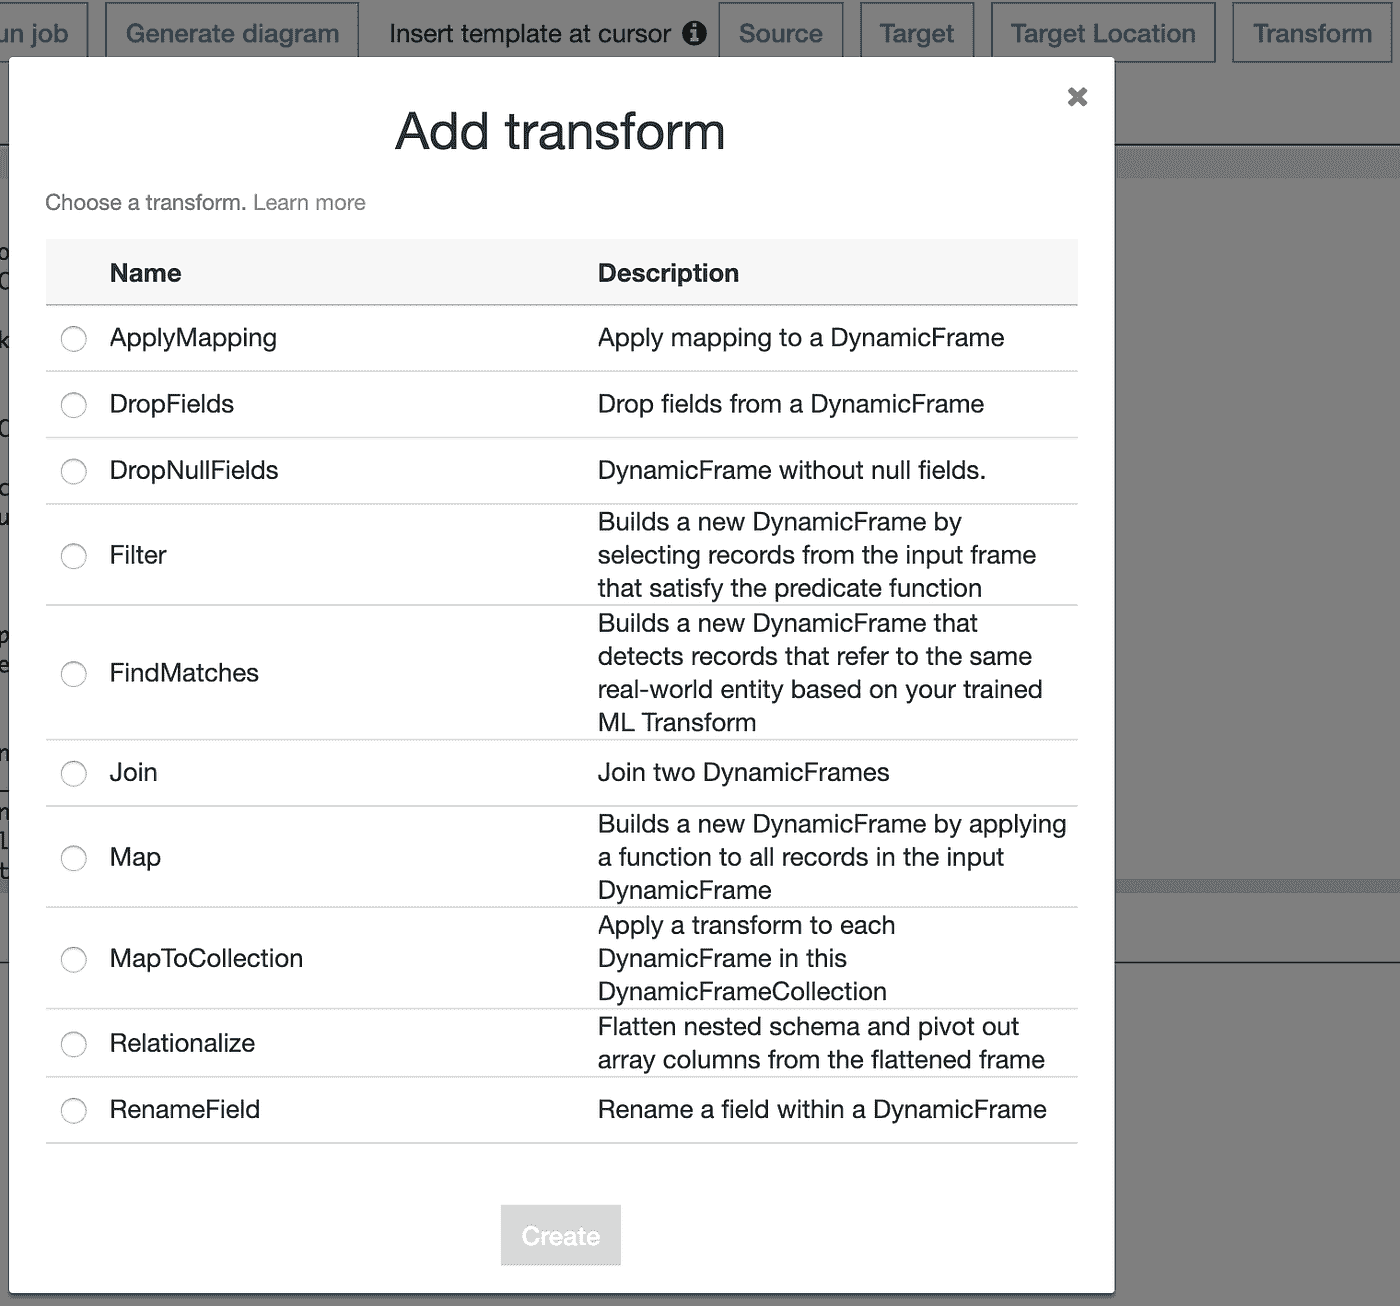 un job Generate diagram Insert template at cursor Source Target Target Location Transform
Add transform
Choose a transform. Learn more
Name Description
ApplyMapping Apply mapping to a DynamicFrame
DropFields Drop fields from a DynamicFrame
DropNullFields DynamicFrame without null fields.
Filter Builds a new DynamicFrame by
selecting records from the input frame
that satisfy the predicate function
FindMatches Builds a new DynamicFrame that
detects records that refer to the same
real-world entity based on your trained
ML Transform
Join Join two DynamicFrames
Map Builds a new DynamicFrame by applying
a function to all records in the input
DynamicFrame
MapToCollection Apply a transform to each
DynamicFrame in this
DynamicFrameCollection
Relationalize Flatten nested schema and pivot out
array columns from the flattened frame
RenameField Rename a field within a DynamicFrame
Create